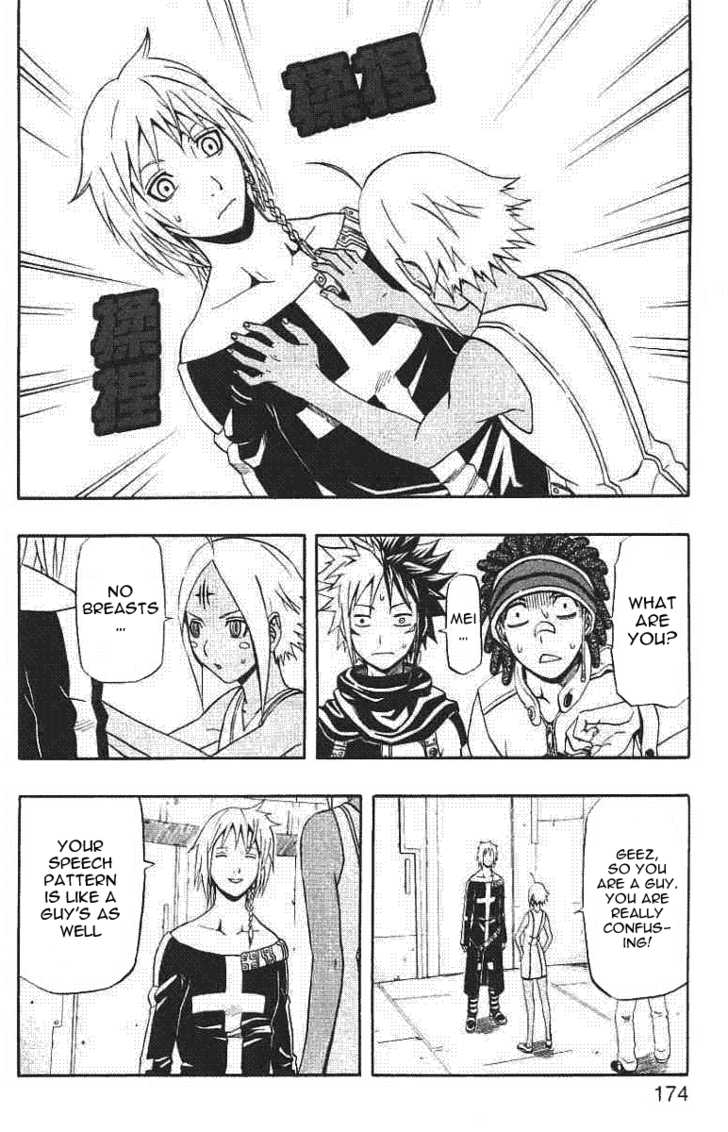 揉捏
揉
捏
WHAT
ARE
YOU?
MEI
...
NO
BREASTS
...
GEEZ,
SO YOU
ARE A GUY.
YOU ARE
REALLY
CONFUS-
ING!
YOUR
SPEECH
PATTERN
IS LIKE A
GUY'S AS
WELL
174